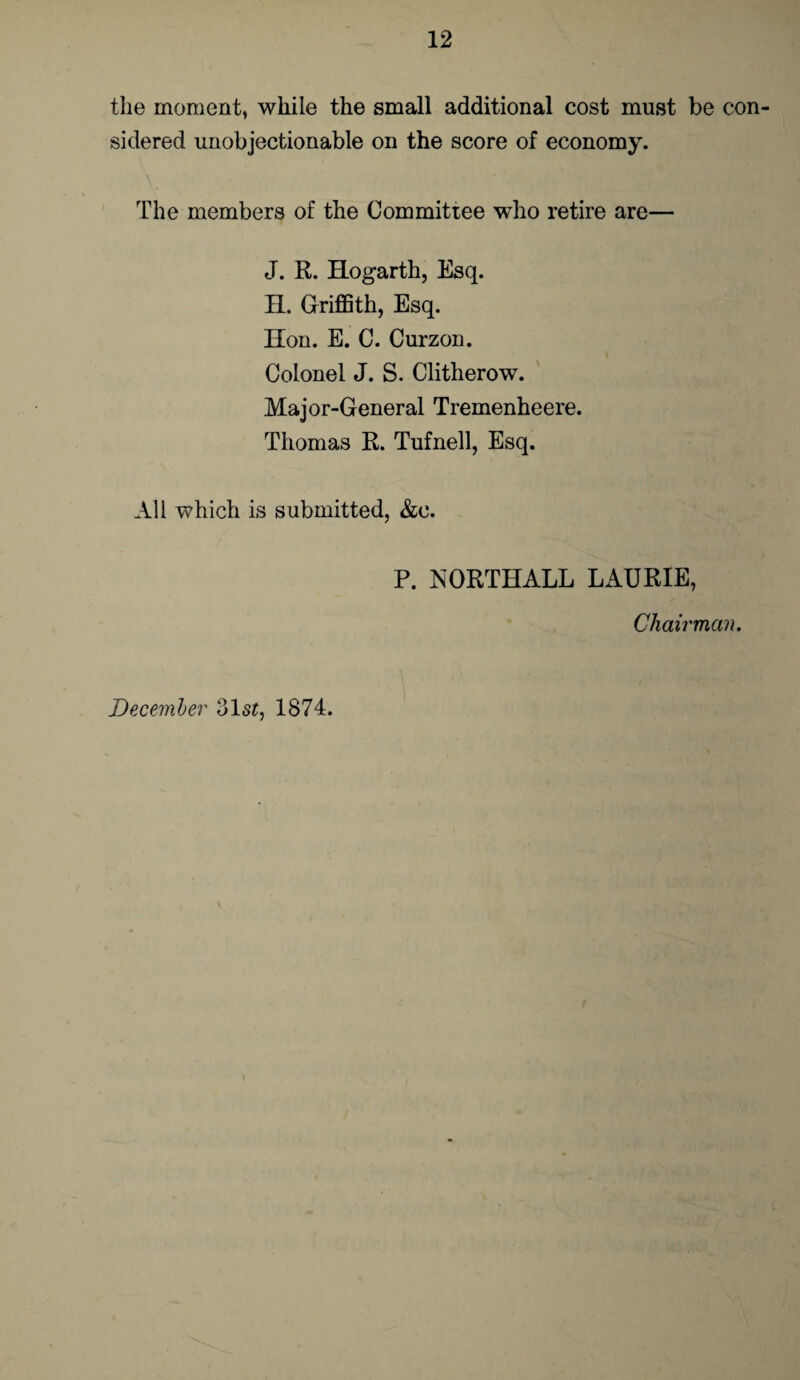 12
the moment, while the small additional cost must be con-
sidered unobjectionable on the score of economy.
The members of the Committee who retire are—
J. R. Hogarth, Esq.
H. Griffith, Esq.
Hon. E. C. Curzon.
Colonel J. S. Clitherow.
Major-General Tremenheere.
Thomas R. Tufnell, Esq.
All which is submitted, &c.
P. NORTHALL LAURIE,
Chairman.
December 31st, 1874.